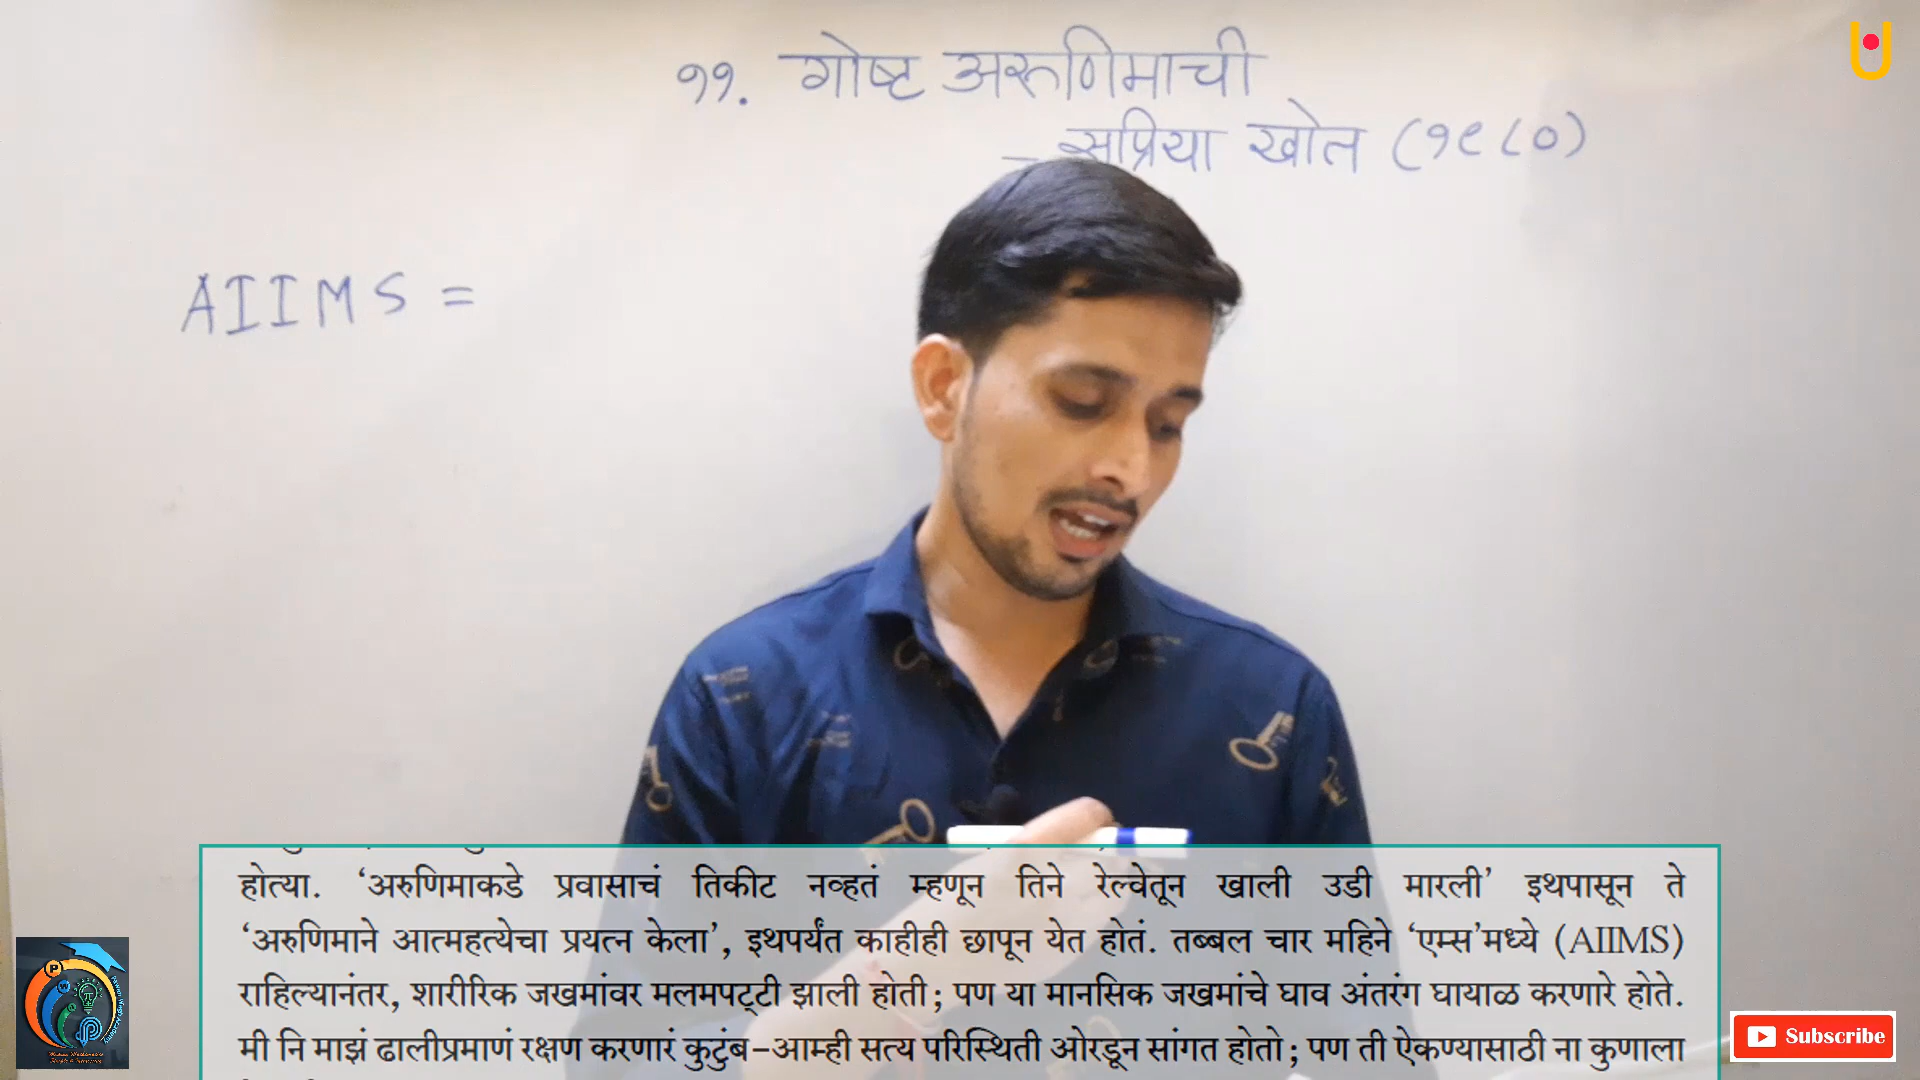 ११. गोष्ट अरुणिमाची
- सुप्रिया खोत (१९८०)
AIIMS =
होत्या. ‘अरुणिमाकडे प्रवासाचं तिकीट नव्हतं म्हणून तिने रेल्वेतून खाली उडी मारली’ इथपासून ते
‘अरुणिमाने आत्महत्येचा प्रयत्न केला’, इथपर्यंत काहीही छापून येत होतं. तब्बल चार महिने ‘एम्स’मध्ये (AIIMS)
राहिल्यानंतर, शारीरिक जखमांवर मलमपट्टी झाली होती; पण या मानसिक जखमांचे घाव अंतरंग घायाळ करणारे होते.
मी नि माझं ढालीप्रमाणं रक्षण करणारं कुटुंब-आम्ही सत्य परिस्थिती ओरडून सांगत होतो; पण ती ऐकण्यासाठी ना कुणाला
Subscribe